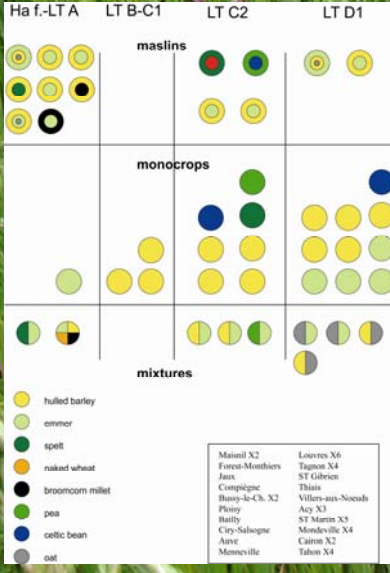 Ha f.-LT A LT B-C1 LT C2 LT D1
maslins
monocrops
mixtures
hulled barley
emmer
spelt
naked wheat
broomcorn millet
pea
celtic bean
oat
Maisnil X2 Louvres X6
Forest-Monthiers Tagnon X4
Jaux ST Gibrien
Compiègne Thiais
Bussy-le-Ch. X2 Villers-aux-Noeuds
Ploisy Acy X3
Bailly ST Martin X5
Ciry-Salsogne Mondeville X4
Auve Cairon X2
Menneville Tahon X4